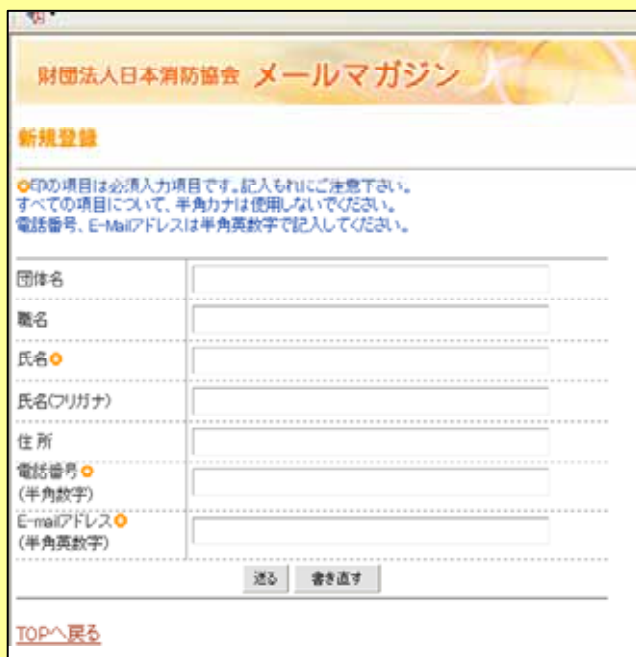 財団法人日本消防協会 メールマガジン
新規登録
✪印の項目は必須入力項目です。記入もれにご注意下さい。
すべての項目について、半角カナは使用しないでください。
電話番号、E-Mailアドレスは半角英数字で記入してください。
団体名
職名
氏名✪
氏名(フリガナ)
住所
電話番号✪
(半角数字)
E-mailアドレス✪
(半角英数字)
送る 書き直す
TOPへ戻る